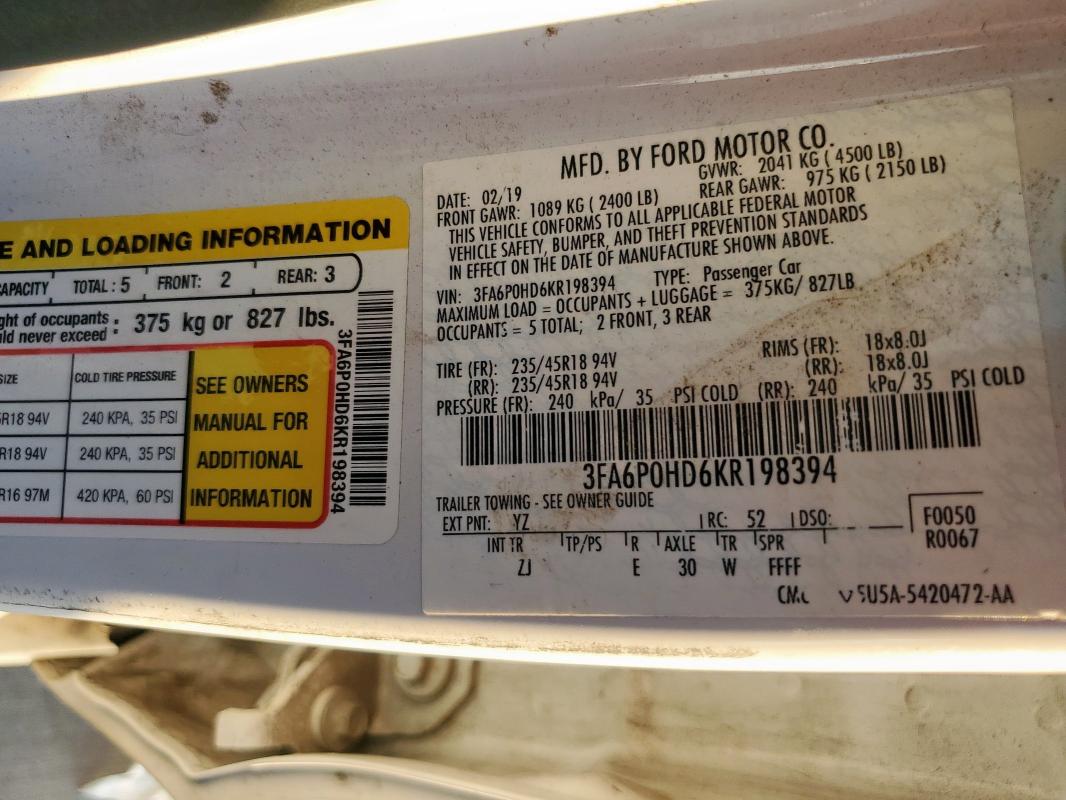 E AND LOADING INFORMATION
CAPACITY TOTAL : 5 FRONT: 2 REAR: 3
ght of occupants : 375 kg or 827 lbs.
uld never exceed :
SIZE COLD TIRE PRESSURE
5R18 94V 240 KPA, 35 PSI
R18 94V 240 KPA, 35 PSI
R16 97M 420 KPA, 60 PSI
SEE OWNERS
MANUAL FOR
ADDITIONAL
INFORMATION
3FA6P0HD6KR198394
MFD. BY FORD MOTOR CO.
DATE: 02/19 GVWR: 2041 KG ( 4500 LB)
FRONT GAWR: 1089 KG ( 2400 LB) REAR GAWR: 975 KG ( 2150 LB)
THIS VEHICLE CONFORMS TO ALL APPLICABLE FEDERAL MOTOR
VEHICLE SAFETY, BUMPER, AND THEFT PREVENTION STANDARDS
IN EFFECT ON THE DATE OF MANUFACTURE SHOWN ABOVE.
VIN: 3FA6P0HD6KR198394 TYPE: Passenger Car
MAXIMUM LOAD = OCCUPANTS + LUGGAGE = 375KG/ 827LB
OCCUPANTS = 5 TOTAL; 2 FRONT, 3 REAR
TIRE (FR): 235/45R18 94V RIMS (FR): 18x8.0J
(RR): 235/45R18 94V (RR): 18x8.0J
PRESSURE (FR): 240 kPa/ 35 PSI COLD (RR): 240 kPa/ 35 PSI COLD
3FA6P0HD6KR198394
TRAILER TOWING - SEE OWNER GUIDE
EXT PNT: YZ RC: 52 DSO: F0050
INT TR TP/PS R AXLE TR SPR R0067
ZJ E 30 W FFFF
5U5A-5420472-AA